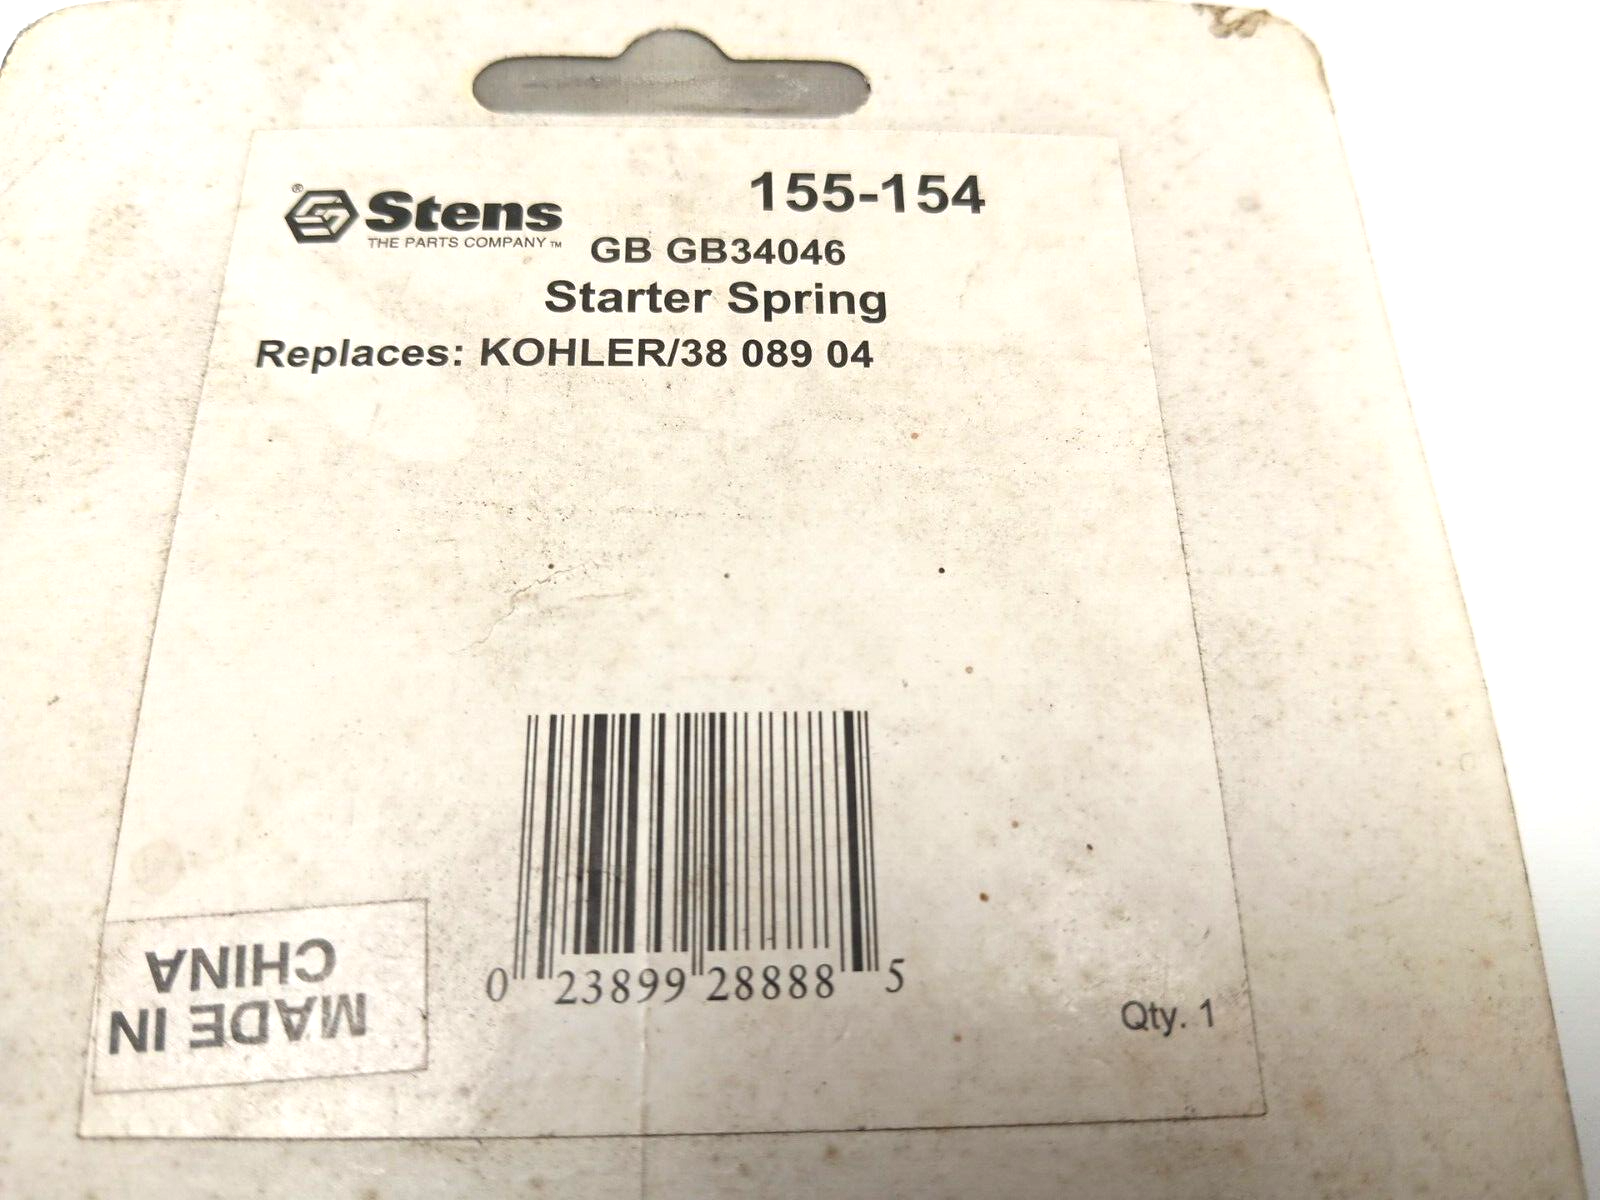 ® Stens
THE PARTS COMPANY™
155-154
GB GB34046
Starter Spring
Replaces: KOHLER/38 089 04
0 23899 28888 5
Qty. 1
MADE IN
CHINA